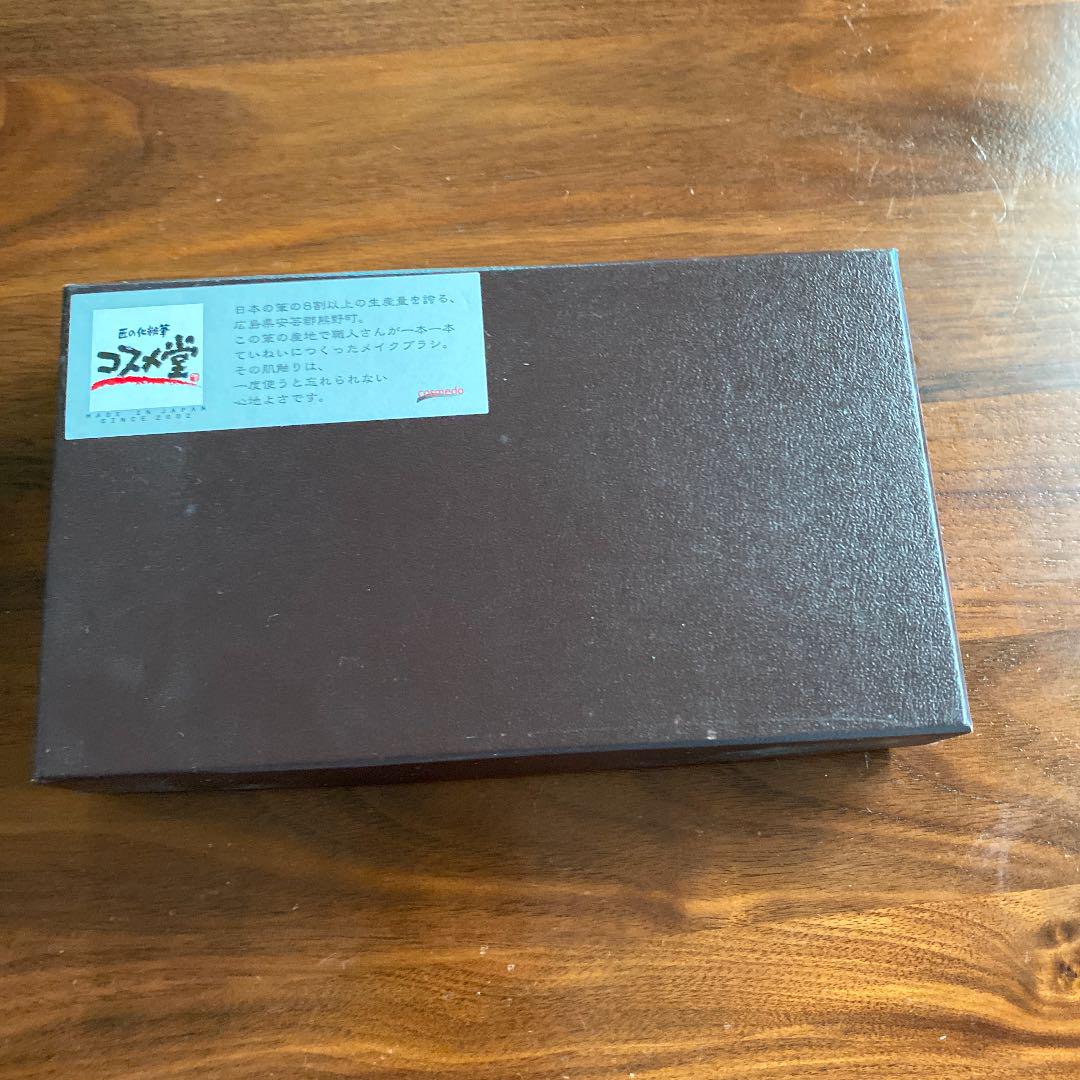 匠の化粧筆
コスメ堂
MADE IN JAPAN
SINCE 2002
日本の筆の8割以上の生産量を誇る、
広島県安芸郡熊野町。
この筆の産地で職人さんが一本一本
ていねいにつくったメイクブラシ。
その肌触りは、
一度使うと忘れられない
心地よさです。
cosmedo